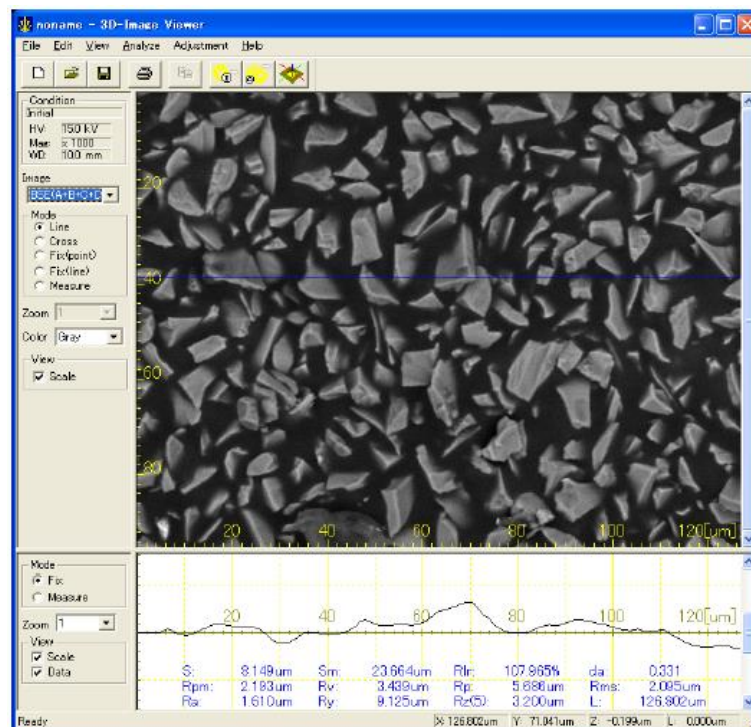 noname - 3D-Image Viewer
File Edit View Analyze Adjustment Help
Condition
Initial
HV: 15.0 kV
Mag: x 1000
WD: 10.0 mm
Image
BSE(A+B+C+D
Mode
Line
Cross
Fix(point)
Fix(line)
Measure
Zoom 1
Color Gray
View
Scale
20
40
60
80
20 40 60 80 100 120[um]
Mode
Fix
Measure
Zoom 1
View
Scale
Data
20 40 60 80 100 120[um]
S: 8.149um Sm: 23.664um Rlr: 107.965% da 0.331
Rpm: 2.193um Rv: 3.439um Rp: 5.686um Rms: 2.095um
Ra: 1.610um Ry: 9.125um Rz(5): 3.200um L: 126.802um
Ready X: 126.802um Y: 71.041um Z: -0.199um L: 0.000um